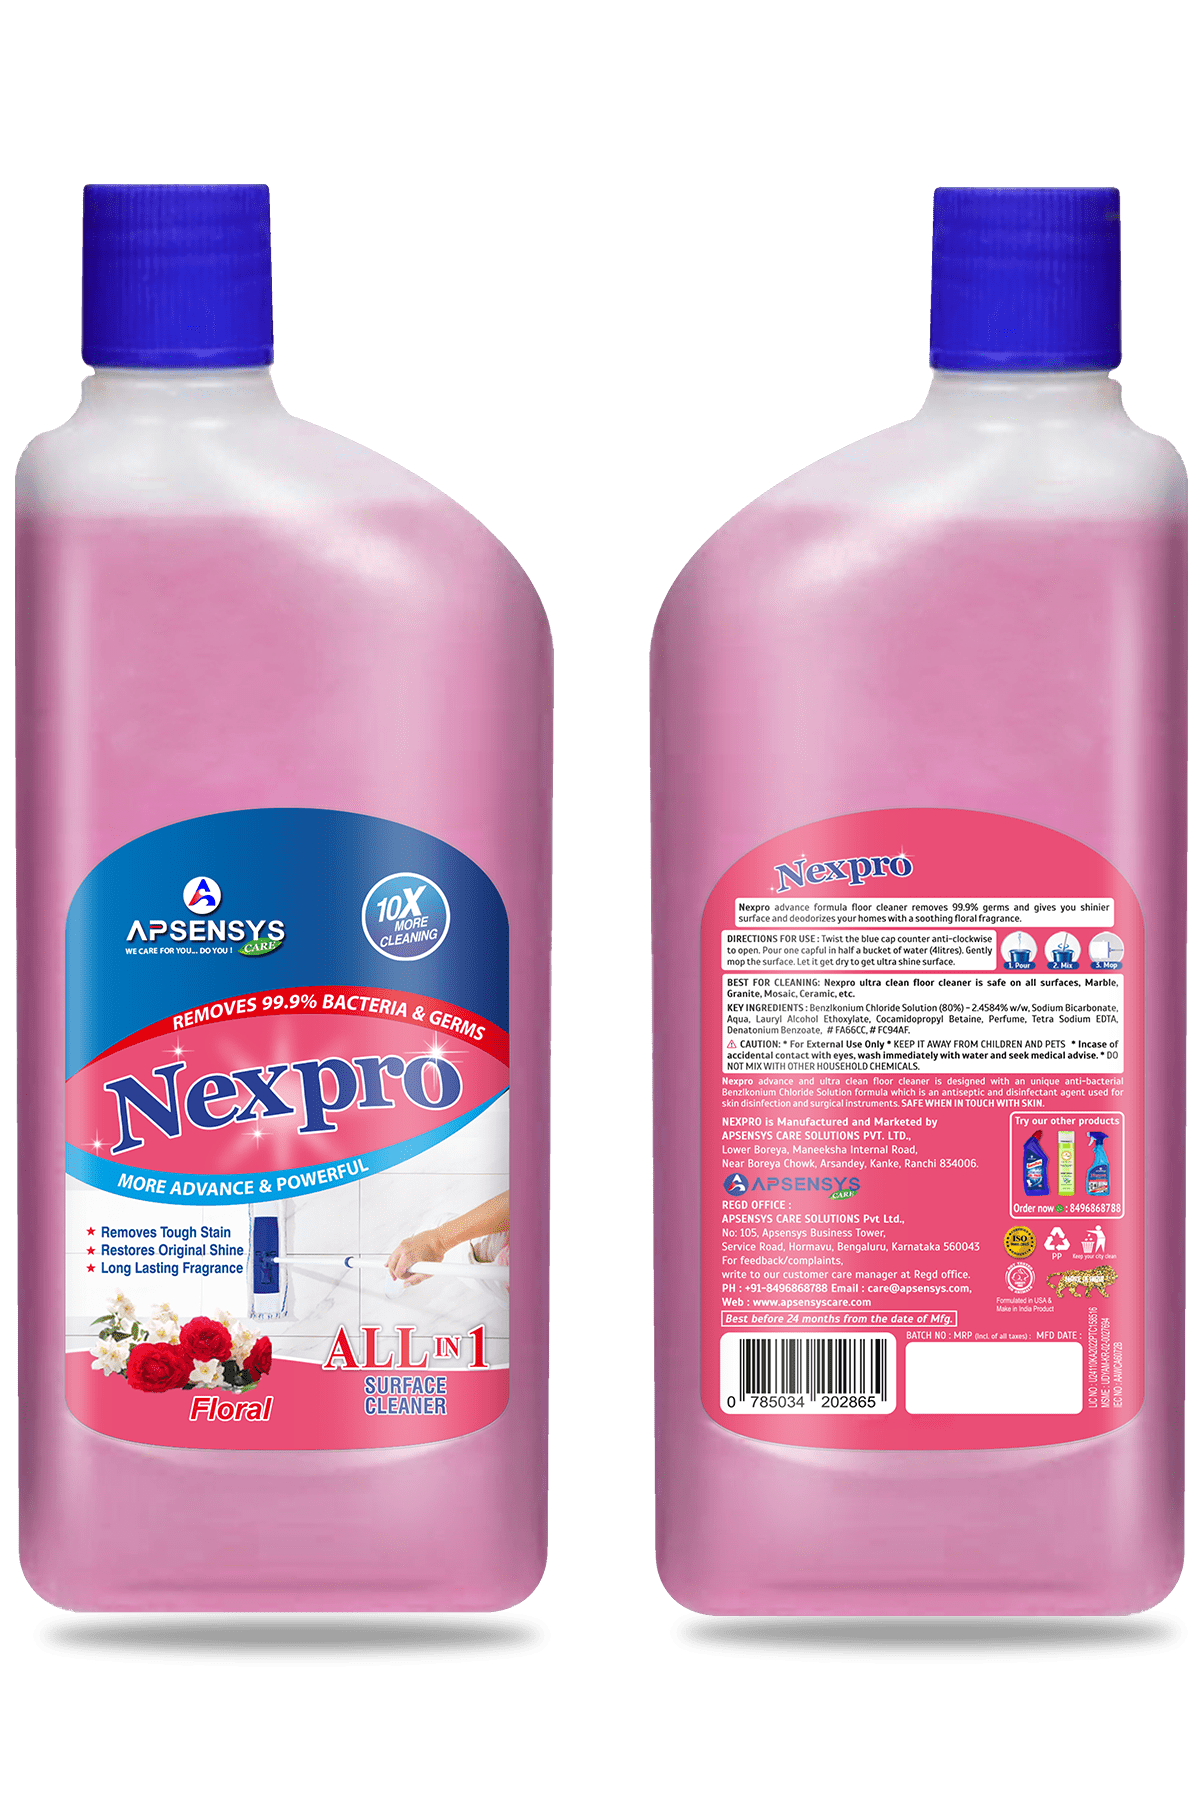 APSENSYS
CARE
WE CARE FOR YOU... DO YOU !
10X
MORE
CLEANING
REMOVES 99.9% BACTERIA & GERMS
Nexpro
MORE ADVANCE & POWERFUL
★ Removes Tough Stain
★ Restores Original Shine
★ Long Lasting Fragrance
ALL IN 1
SURFACE
CLEANER
Floral
Nexpro
Nexpro advance formula floor cleaner removes 99.9% germs and gives you shinier
surface and deodorizes your homes with a soothing floral fragrance.
DIRECTIONS FOR USE : Twist the blue cap counter anti-clockwise
to open. Pour one capful in half a bucket of water (4litres). Gently
mop the surface. Let it get dry to get ultra shine surface.
1. Pour
2. Mix
3. Mop
BEST FOR CLEANING: Nexpro ultra clean floor cleaner is safe on all surfaces, Marble,
Granite, Mosaic, Ceramic, etc.
KEY INGREDIENTS : Benzlkonium Chloride Solution (80%) - 2.4584% w/w, Sodium Bicarbonate,
Aqua, Lauryl Alcohol Ethoxylate, Cocamidopropyl Betaine, Perfume, Tetra Sodium EDTA,
Denatonium Benzoate, # FA66CC, # FC94AF.
⚠ CAUTION: * For External Use Only * KEEP IT AWAY FROM CHILDREN AND PETS * Incase of
accidental contact with eyes, wash immediately with water and seek medical advise. * DO
NOT MIX WITH OTHER HOUSEHOLD CHEMICALS.
Nexpro advance and ultra clean floor cleaner is designed with an unique anti-bacterial
Benzlkonium Chloride Solution formula which is an antiseptic and disinfectant agent used for
skin disinfection and surgical instruments. SAFE WHEN IN TOUCH WITH SKIN.
NEXPRO is Manufactured and Marketed by
APSENSYS CARE SOLUTIONS PVT. LTD.,
Lower Boreya, Maneeksha Internal Road,
Near Boreya Chowk, Arsandey, Kanke, Ranchi 834006.
APSENSYS
CARE
REGD OFFICE :
APSENSYS CARE SOLUTIONS Pvt Ltd.,
No: 105, Apsensys Business Tower,
Service Road, Hormavu, Bengaluru, Karnataka 560043
For feedback/complaints,
write to our customer care manager at Regd office.
PH : +91-8496868788 Email : care@apsensys.com,
Web : www.apsensyscare.com
Best before 24 months from the date of Mfg.
Try our other products
Order now : 8496868788
ISO
PP
Keep your city clean
Formulated in USA &
Make in India Product
BATCH NO : MRP (Incl. of all taxes) : MFD DATE :
0 785034 202865
LIC NO : U24110KA2022PTC158516
MSME : UDYAM-KR-02-0027694
IEC NO : AAWCA6072B